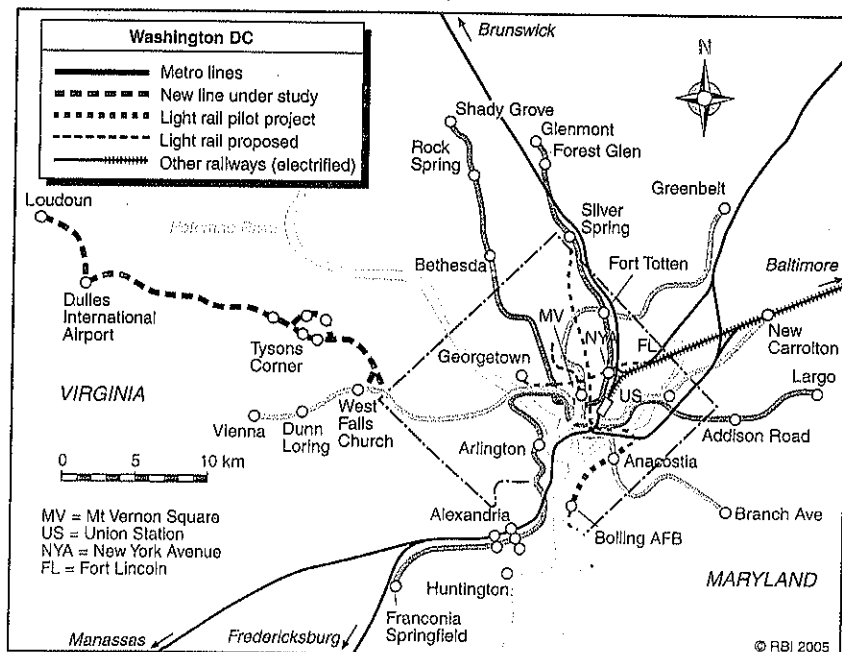 Washington DC
Metro lines
New line under study
Light rail pilot project
Light rail proposed
Other railways (electrified)
Brunswick
N
Shady Grove
Glenmont
Rock
Spring
Forest Glen
Greenbelt
Loudoun
Potomac River
Silver
Spring
Bethesda
Fort Totten
Baltimore
Dulles
International
Airport
MV
NYA
FL
Tysons
Corner
Georgetown
New
Carrolton
VIRGINIA
US
Largo
Vienna
Dunn
Loring
West
Falls
Church
Addison Road
Arlington
Anacostia
0 5 10 km
MV = Mt Vernon Square
US = Union Station
NYA = New York Avenue
FL = Fort Lincoln
Alexandria
Branch Ave
Bolling AFB
Huntington
MARYLAND
Franconia
Springfield
Manassas
Fredericksburg
© RBI 2005